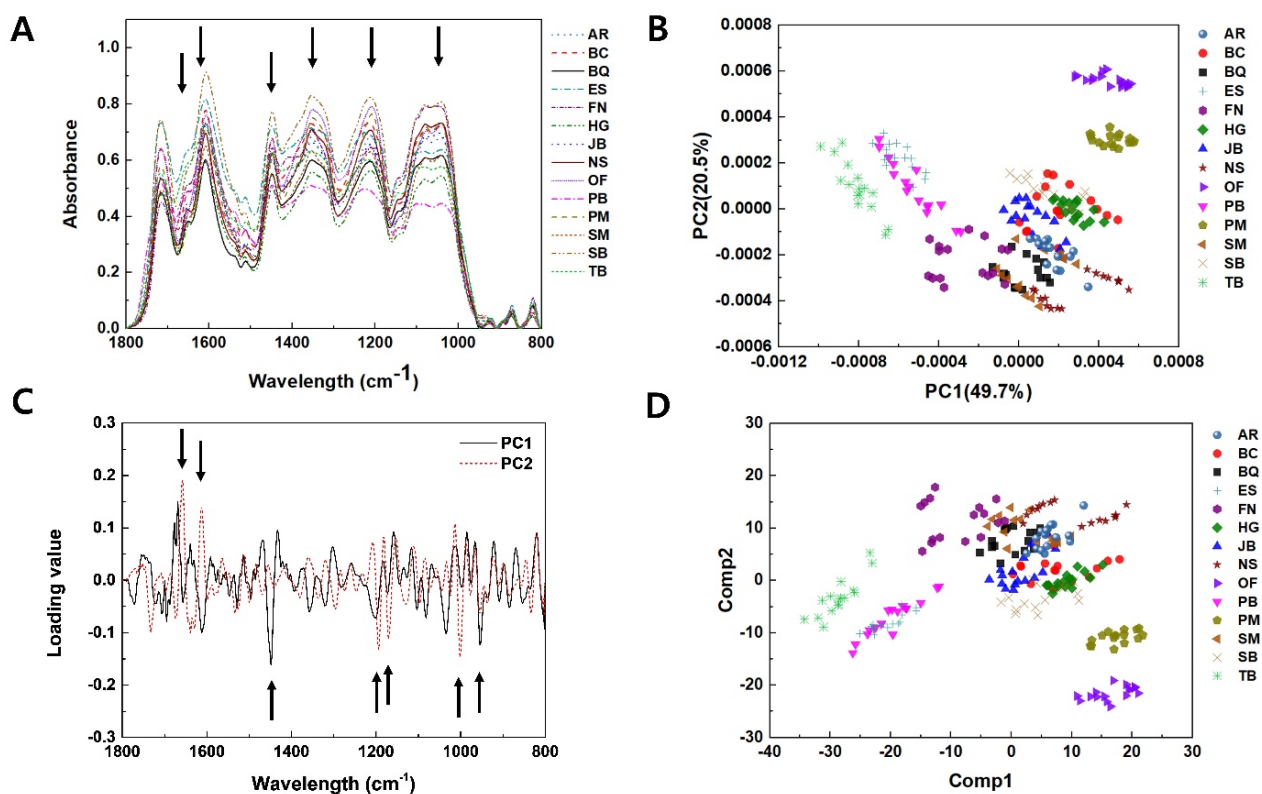 A
1.0
0.8
0.6
0.4
0.2
0.0
Absorbance
1800
1600
1400
1200
1000
800
Wavelength (cm-1)
AR
BC
BQ
ES
FN
HG
JB
NS
OF
PB
PM
SM
SB
TB
B
0.0006
0.0004
0.0002
0.0000
-0.0002
-0.0004
-0.0006
PC2(20.5%)
-0.0012
-0.0008
-0.0004
0.0000
0.0004
0.0008
PC1(49.7%)
AR
BC
BQ
ES
FN
HG
JB
NS
OF
PB
PM
SM
SB
TB
C
0.3
0.2
0.1
0.0
-0.1
-0.2
-0.3
Loading value
PC1
PC2
1800
1600
1400
1200
1000
800
Wavelength (cm-1)
D
30
20
10
0
-10
-20
-30
Comp2
-40
-30
-20
-10
0
10
20
30
Comp1
AR
BC
BQ
ES
FN
HG
JB
NS
OF
PB
PM
SM
SB
TB